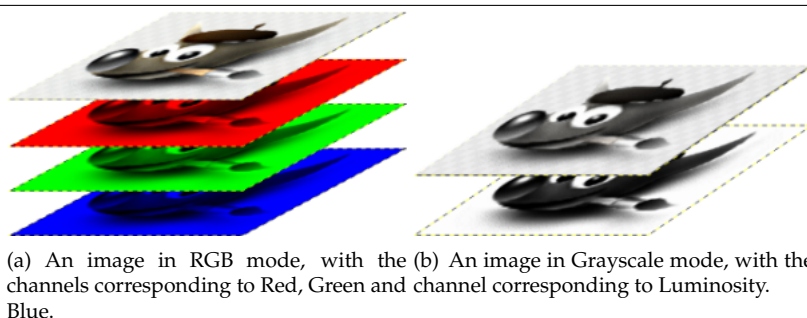 (a) An image in RGB mode, with the
channels corresponding to Red, Green and
Blue.
(b) An image in Grayscale mode, with the
channel corresponding to Luminosity.